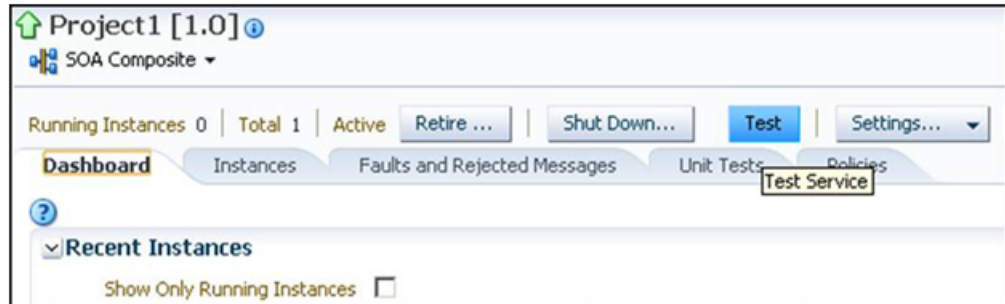 Project1 [1.0]
SOA Composite
Running Instances 0 Total 1 Active Retire ... Shut Down... Test Settings...
Dashboard Instances Faults and Rejected Messages Unit Tests Policies
Test Service
Recent Instances
Show Only Running Instances